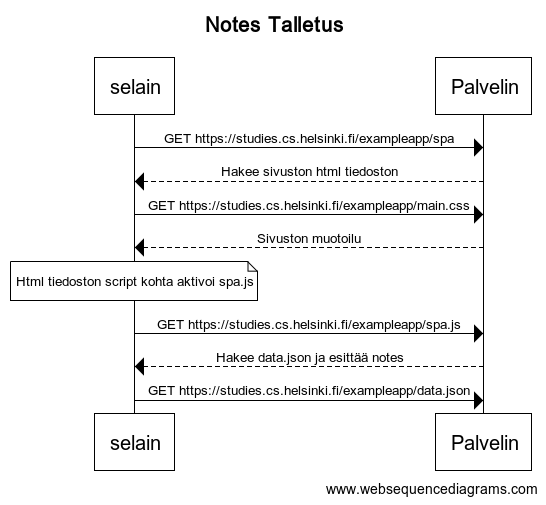 Notes Talletus
selain
Palvelin
GET https://studies.cs.helsinki.fi/exampleapp/spa
Hakee sivuston html tiedoston
GET https://studies.cs.helsinki.fi/exampleapp/main.css
Sivuston muotoilu
Html tiedoston script kohta aktivoi spa.js
GET https://studies.cs.helsinki.fi/exampleapp/spa.js
Hakee data.json ja esittää notes
GET https://studies.cs.helsinki.fi/exampleapp/data.json
selain
Palvelin
www.websequencediagrams.com